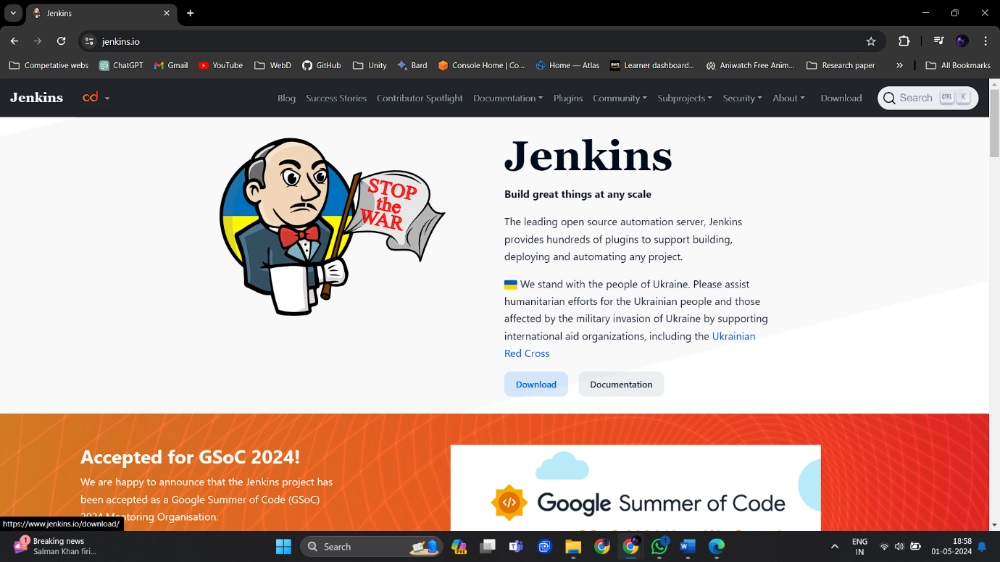 Jenkins
jenkins.io
Competative webs
ChatGPT
Gmail
YouTube
WebD
GitHub
Unity
Bard
Console Home | Co...
Home — Atlas
Learner dashboard...
Aniwatch Free Anim...
Research paper
All Bookmarks
Jenkins
cd
Blog
Success Stories
Contributor Spotlight
Documentation
Plugins
Community
Subprojects
Security
About
Download
Search CTRL K
STOP
the
WAR
Jenkins
Build great things at any scale
The leading open source automation server, Jenkins
provides hundreds of plugins to support building,
deploying and automating any project.
We stand with the people of Ukraine. Please assist
humanitarian efforts for the Ukrainian people and those
affected by the military invasion of Ukraine by supporting
international aid organizations, including the Ukrainian
Red Cross
Download
Documentation
Accepted for GSoC 2024!
We are happy to announce that the Jenkins project has
been accepted as a Google Summer of Code (GSoC)
2024 Mentoring Organisation.
Google Summer of Code
https://www.jenkins.io/download/
1
Breaking news
Salman Khan firi...
Search
PRE
1
ENG
IN
18:58
01-05-2024